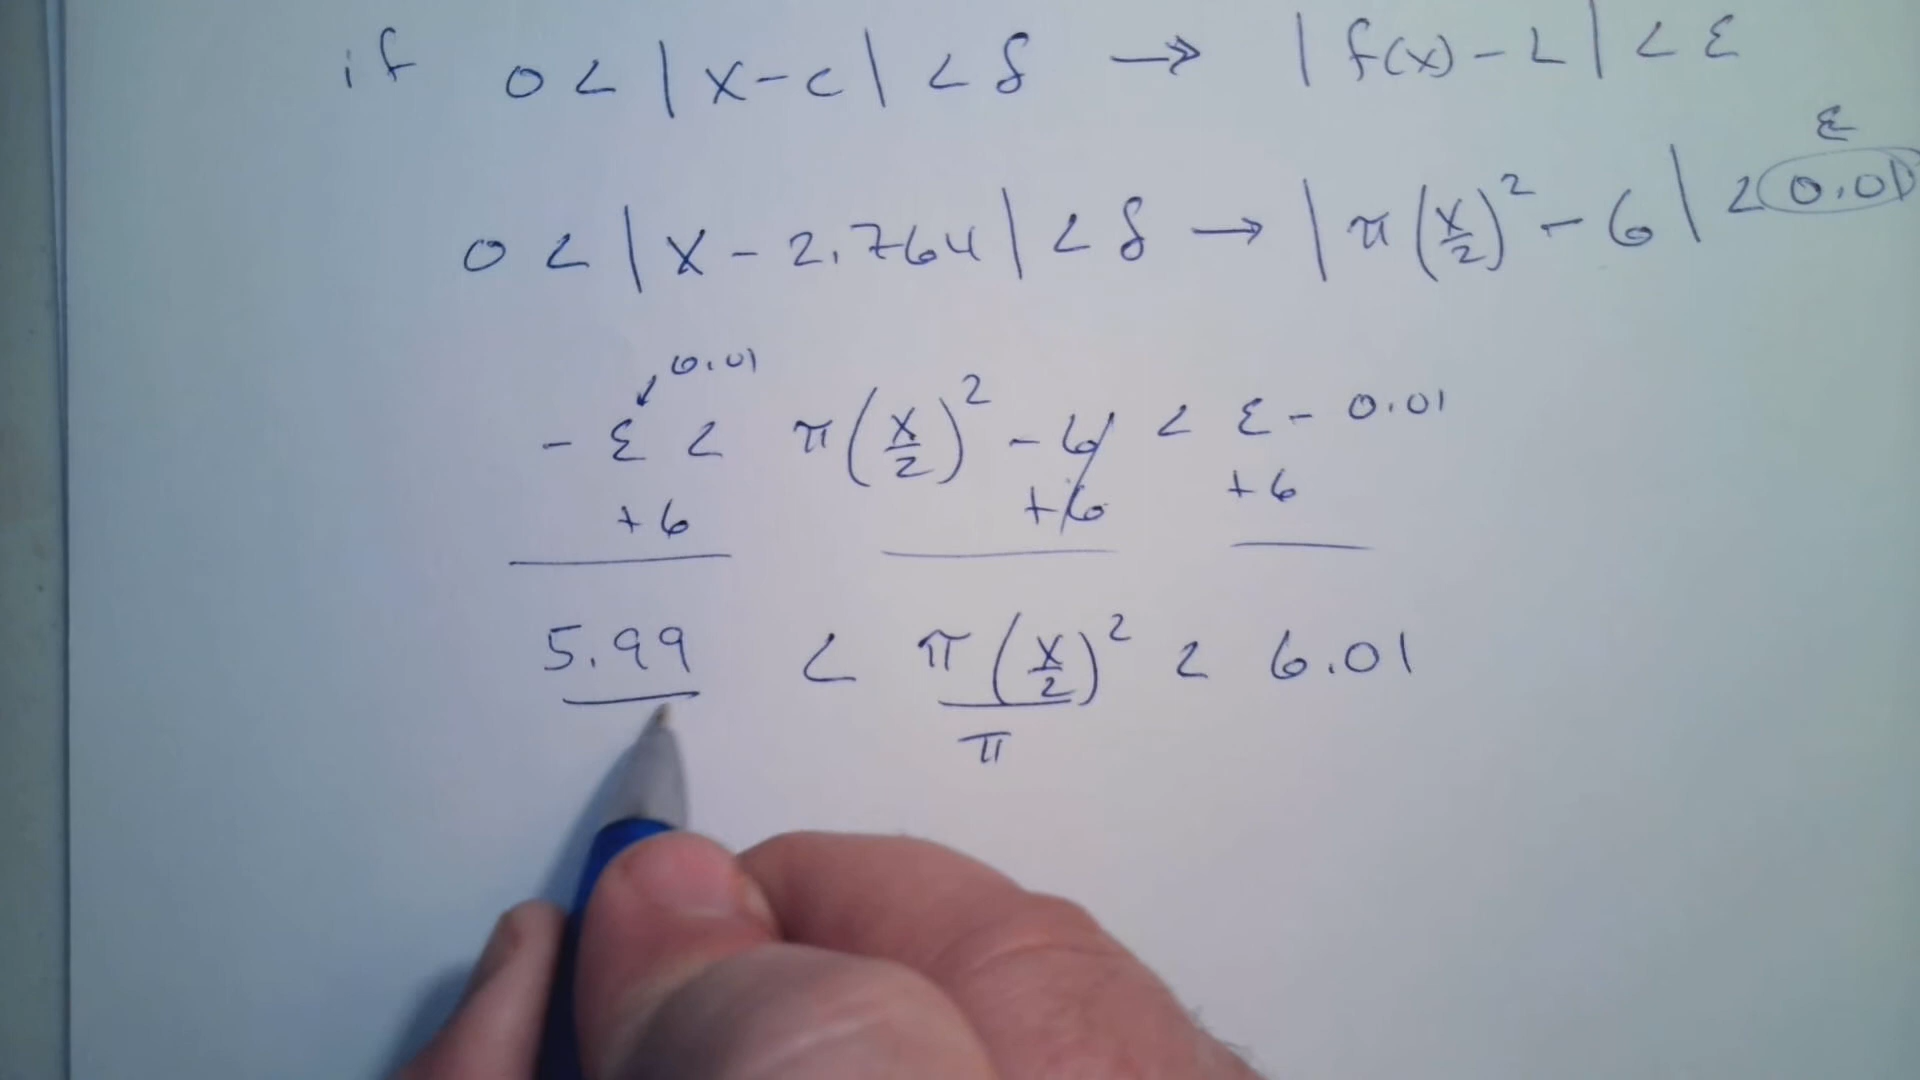 if 0 < |x - c| < δ → |f(x) - L| < ε
ε
0 < |x - 2.764| < δ → |π(x/2)² - 6| < 0.01
0.01
- ε < π(x/2)² - 6 < ε - 0.01
+ 6 + 6 + 6
5.99 < π(x/2)² < 6.01
π